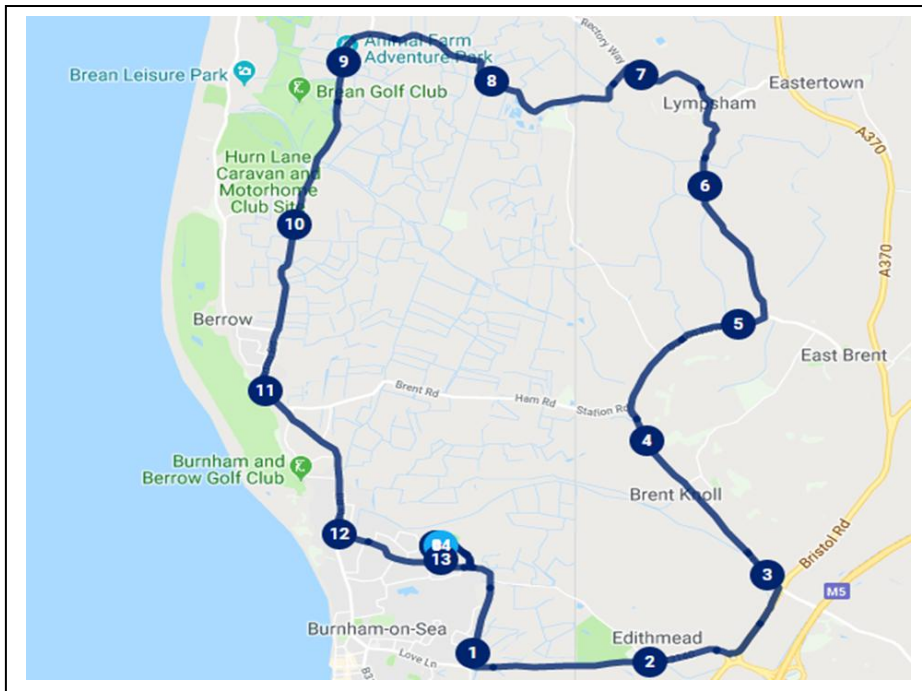 Rectory Way
9
Animal Farm
Adventure Park
Brean Leisure Park
8
7
Eastertown
Brean Golf Club
Lympsham
A370
Hurn Lane
Caravan and
Motorhome
Club Site
6
10
A370
Berrow
5
East Brent
11
Brent Rd
Ham Rd
Station Rd
4
Burnham and
Berrow Golf Club
Brent Knoll
12
Bristol Rd
13
3
M5
Burnham-on-Sea
Edithmead
1
Love Ln
2